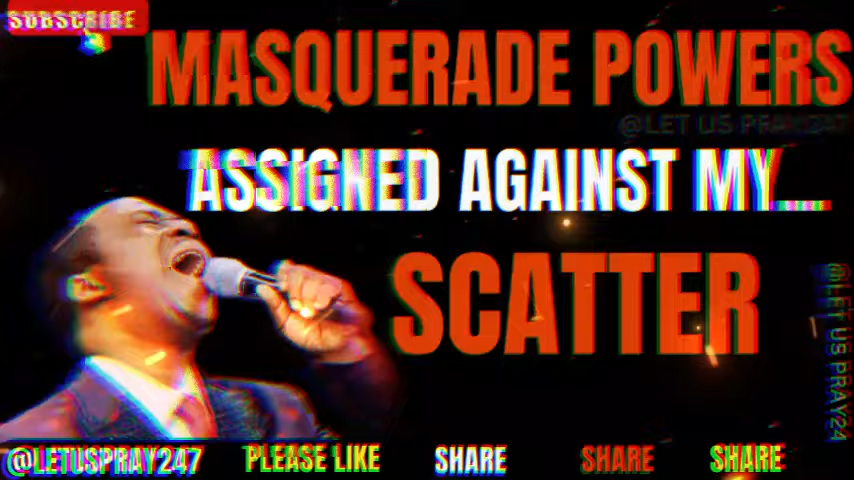 SUBSCRIBE
MASQUERADE POWERS
@LET US PRAY247
ASSIGNED AGAINST MY...
SCATTER
@LET US PRAY24
@LETUSPRAY247 PLEASE LIKE SHARE SHARE SHARE